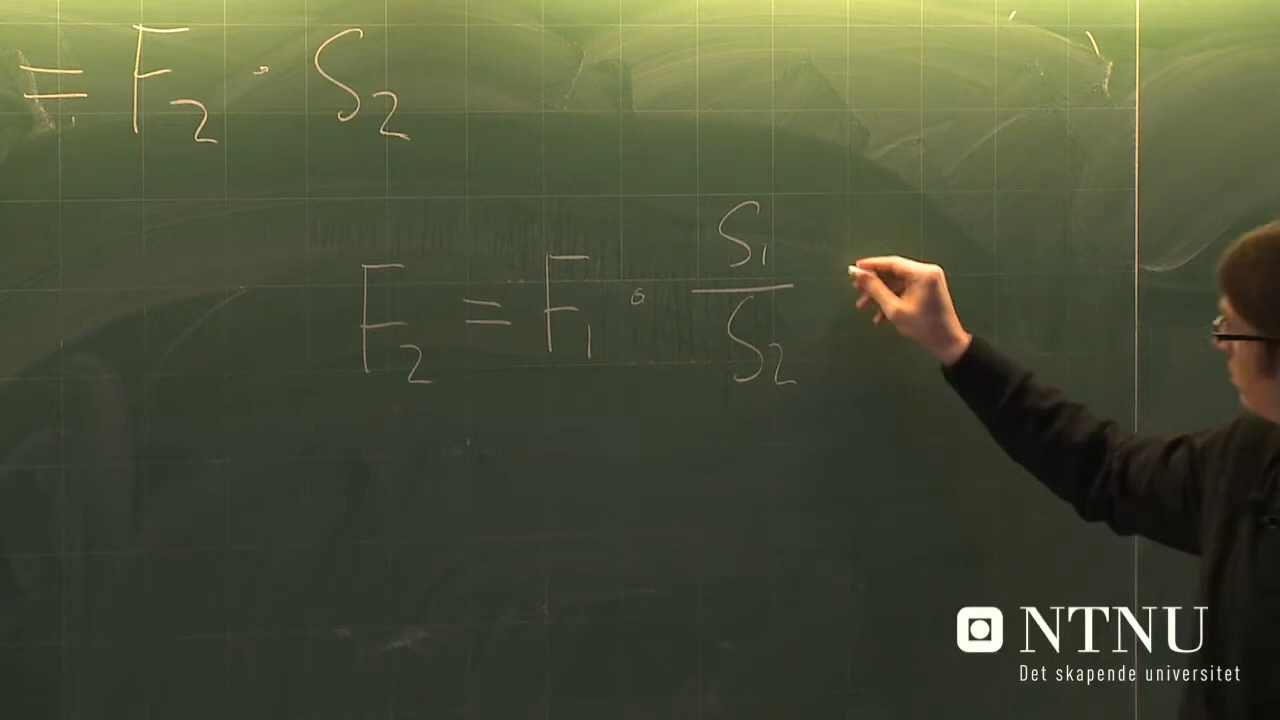 = F₂ · S₂
F₂ = F₁ · S₁/S₂
NTNU
Det skapende universitet